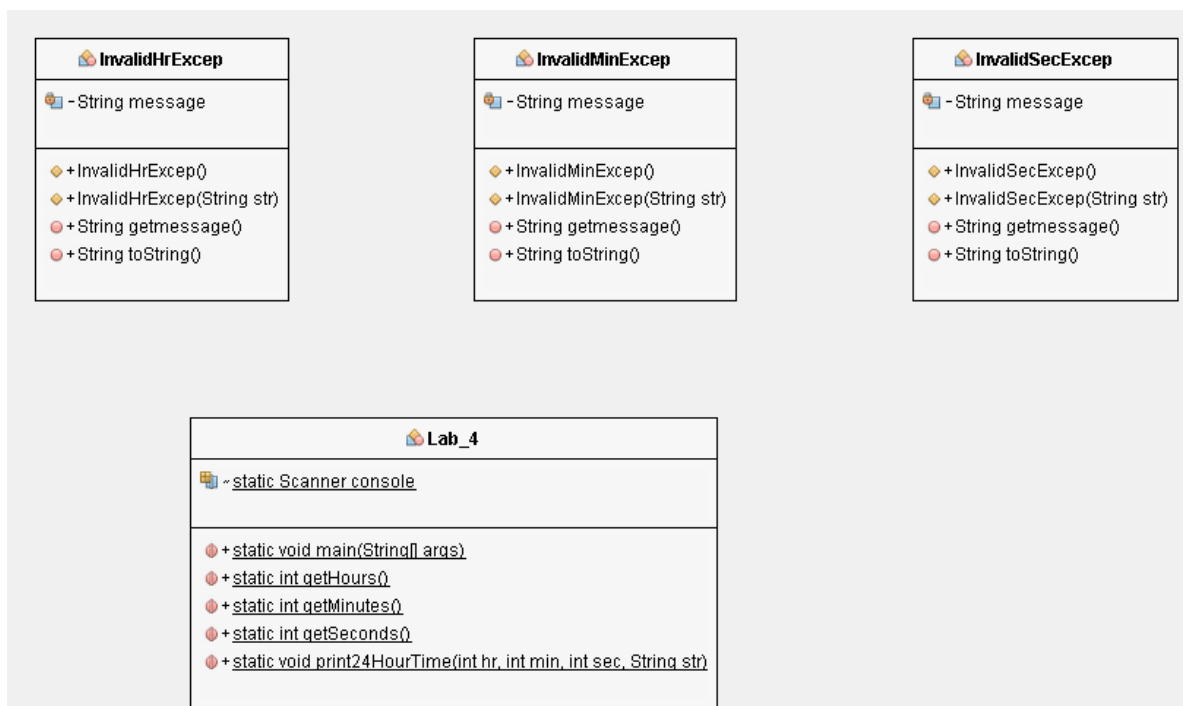 InvalidHrExcep
- String message
+ InvalidHrExcep()
+ InvalidHrExcep(String str)
+ String getmessage()
+ String toString()
InvalidMinExcep
- String message
+ InvalidMinExcep()
+ InvalidMinExcep(String str)
+ String getmessage()
+ String toString()
InvalidSecExcep
- String message
+ InvalidSecExcep()
+ InvalidSecExcep(String str)
+ String getmessage()
+ String toString()
Lab_4
~ static Scanner console
+ static void main(String[] args)
+ static int getHours()
+ static int getMinutes()
+ static int getSeconds()
+ static void print24HourTime(int hr, int min, int sec, String str)